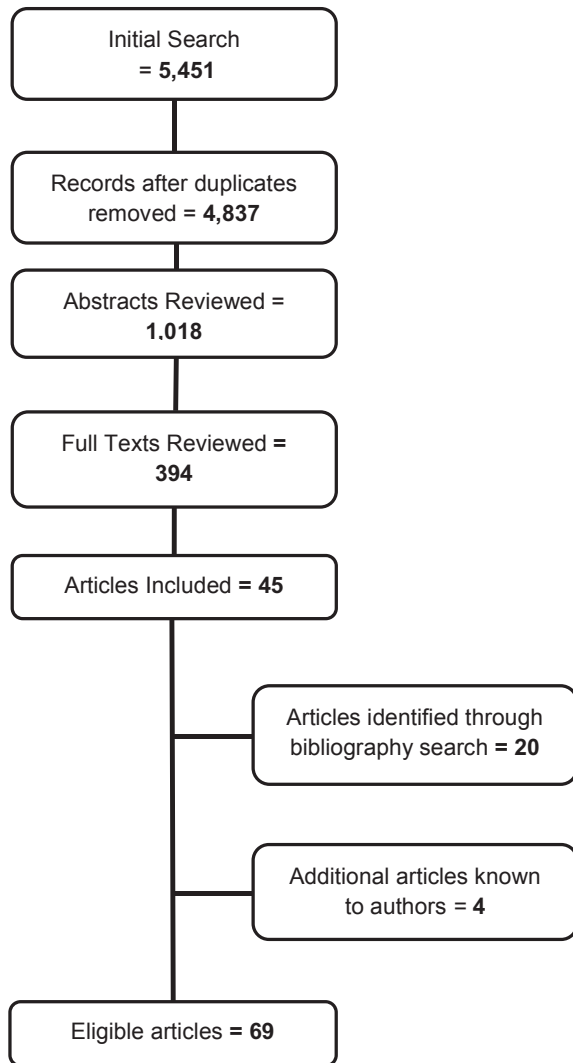 Initial Search
= 5,451
Records after duplicates
removed = 4,837
Abstracts Reviewed =
1,018
Full Texts Reviewed =
394
Articles Included = 45
Articles identified through
bibliography search = 20
Additional articles known
to authors = 4
Eligible articles = 69